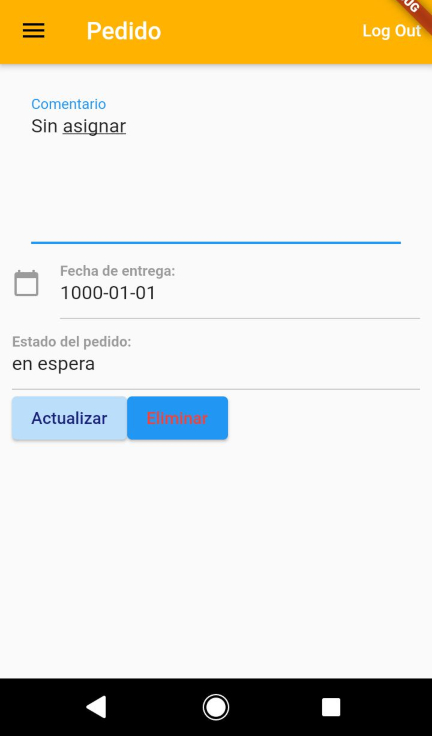 Pedido
Log Out
Comentario
Sin asignar
Fecha de entrega:
1000-01-01
Estado del pedido:
en espera
Actualizar
Eliminar